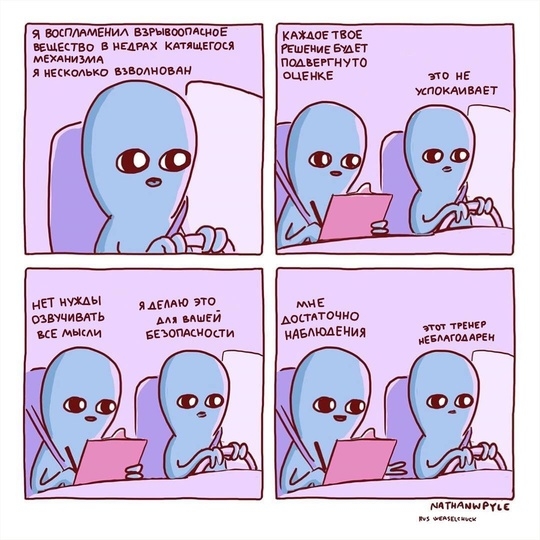 Я ВОСПЛАМЕНИЛ ВЗРЫВООПАСНОЕ
ВЕЩЕСТВО В НЕДРАХ КАТЯЩЕГОСЯ
МЕХАНИЗМА
Я НЕСКОЛЬКО ВЗВОЛНОВАН
КАЖДОЕ ТВОЕ
РЕШЕНИЕ БУДЕТ
ПОДВЕРГНУТО
ОЦЕНКЕ
ЭТО НЕ
УСПОКАИВАЕТ
НЕТ НУЖДЫ
ОЗВУЧИВАТЬ
ВСЕ МЫСЛИ
Я ДЕЛАЮ ЭТО
ДЛЯ ВАШЕЙ
БЕЗОПАСНОСТИ
МНЕ
ДОСТАТОЧНО
НАБЛЮДЕНИЯ
ЭТОТ ТРЕНЕР
НЕБЛАГОДАРЕН
NATHANWPYLE
RUS WEASELCHUCK